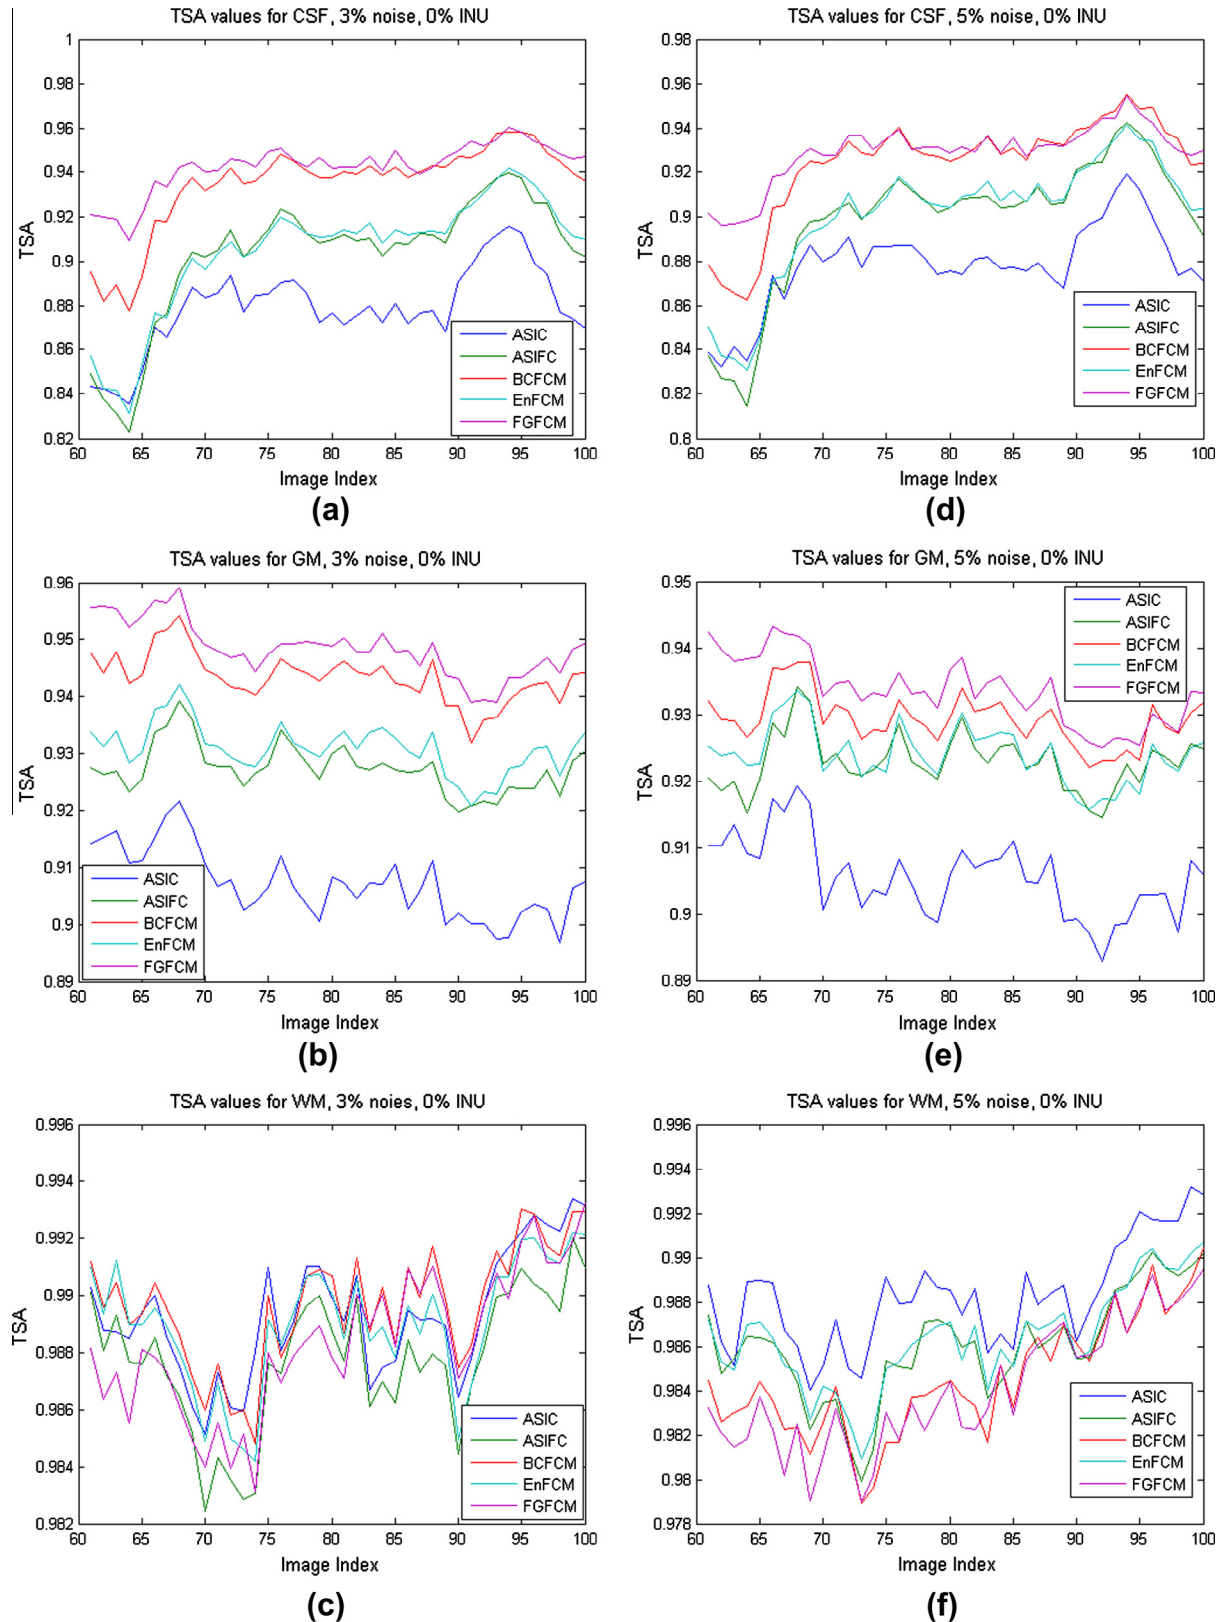 TSA values for CSF, 3% noise, 0% INU
1
0.98
0.96
0.94
0.92
0.9
0.88
0.86
0.84
0.82
TSA
60 65 70 75 80 85 90 95 100
Image Index
ASIC
ASIFC
BCFCM
EnFCM
FGFCM
(a)
TSA values for CSF, 5% noise, 0% INU
0.98
0.96
0.94
0.92
0.9
0.88
0.86
0.84
0.82
0.8
TSA
60 65 70 75 80 85 90 95 100
Image Index
ASIC
ASIFC
BCFCM
EnFCM
FGFCM
(d)
TSA values for GM, 3% noise, 0% INU
0.96
0.95
0.94
0.93
0.92
0.91
0.9
0.89
TSA
60 65 70 75 80 85 90 95 100
Image Index
ASIC
ASIFC
BCFCM
EnFCM
FGFCM
(b)
TSA values for GM, 5% noise, 0% INU
0.95
0.94
0.93
0.92
0.91
0.9
0.89
TSA
60 65 70 75 80 85 90 95 100
Image Index
ASIC
ASIFC
BCFCM
EnFCM
FGFCM
(e)
TSA values for WM, 3% noies, 0% INU
0.996
0.994
0.992
0.99
0.988
0.986
0.984
0.982
TSA
60 65 70 75 80 85 90 95 100
Image Index
ASIC
ASIFC
BCFCM
EnFCM
FGFCM
(c)
TSA values for WM, 5% noise, 0% INU
0.996
0.994
0.992
0.99
0.988
0.986
0.984
0.982
0.98
0.978
TSA
60 65 70 75 80 85 90 95 100
Image Index
ASIC
ASIFC
BCFCM
EnFCM
FGFCM
(f)